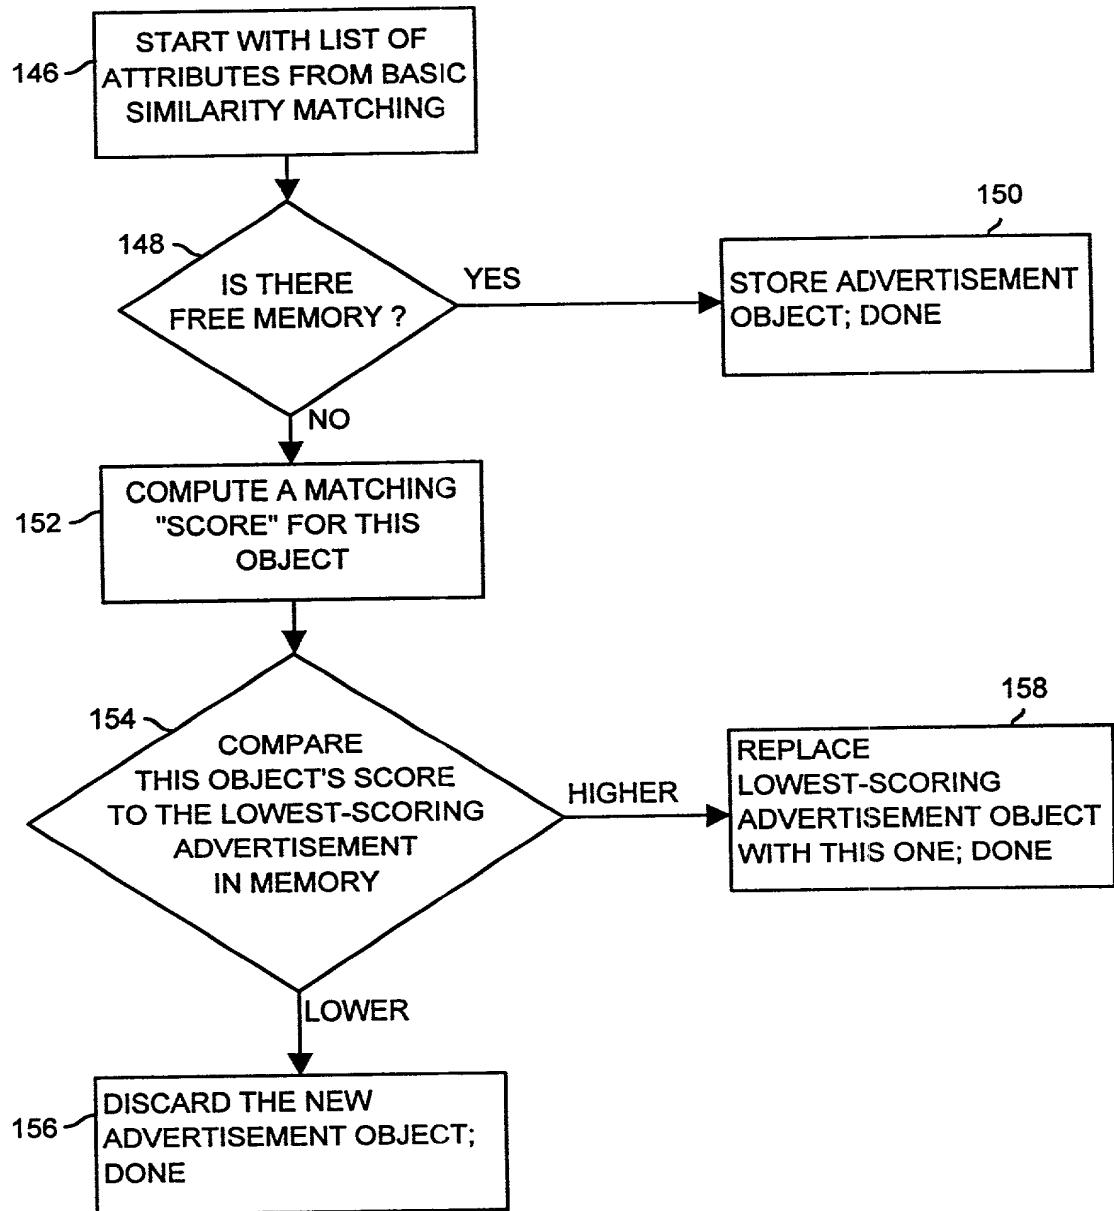 146
START WITH LIST OF
ATTRIBUTES FROM BASIC
SIMILARITY MATCHING
148
IS THERE
FREE MEMORY ?
YES
150
STORE ADVERTISEMENT
OBJECT; DONE
NO
152
COMPUTE A MATCHING
"SCORE" FOR THIS
OBJECT
154
COMPARE
THIS OBJECT'S SCORE
TO THE LOWEST-SCORING
ADVERTISEMENT
IN MEMORY
HIGHER
158
REPLACE
LOWEST-SCORING
ADVERTISEMENT OBJECT
WITH THIS ONE; DONE
LOWER
156
DISCARD THE NEW
ADVERTISEMENT OBJECT;
DONE